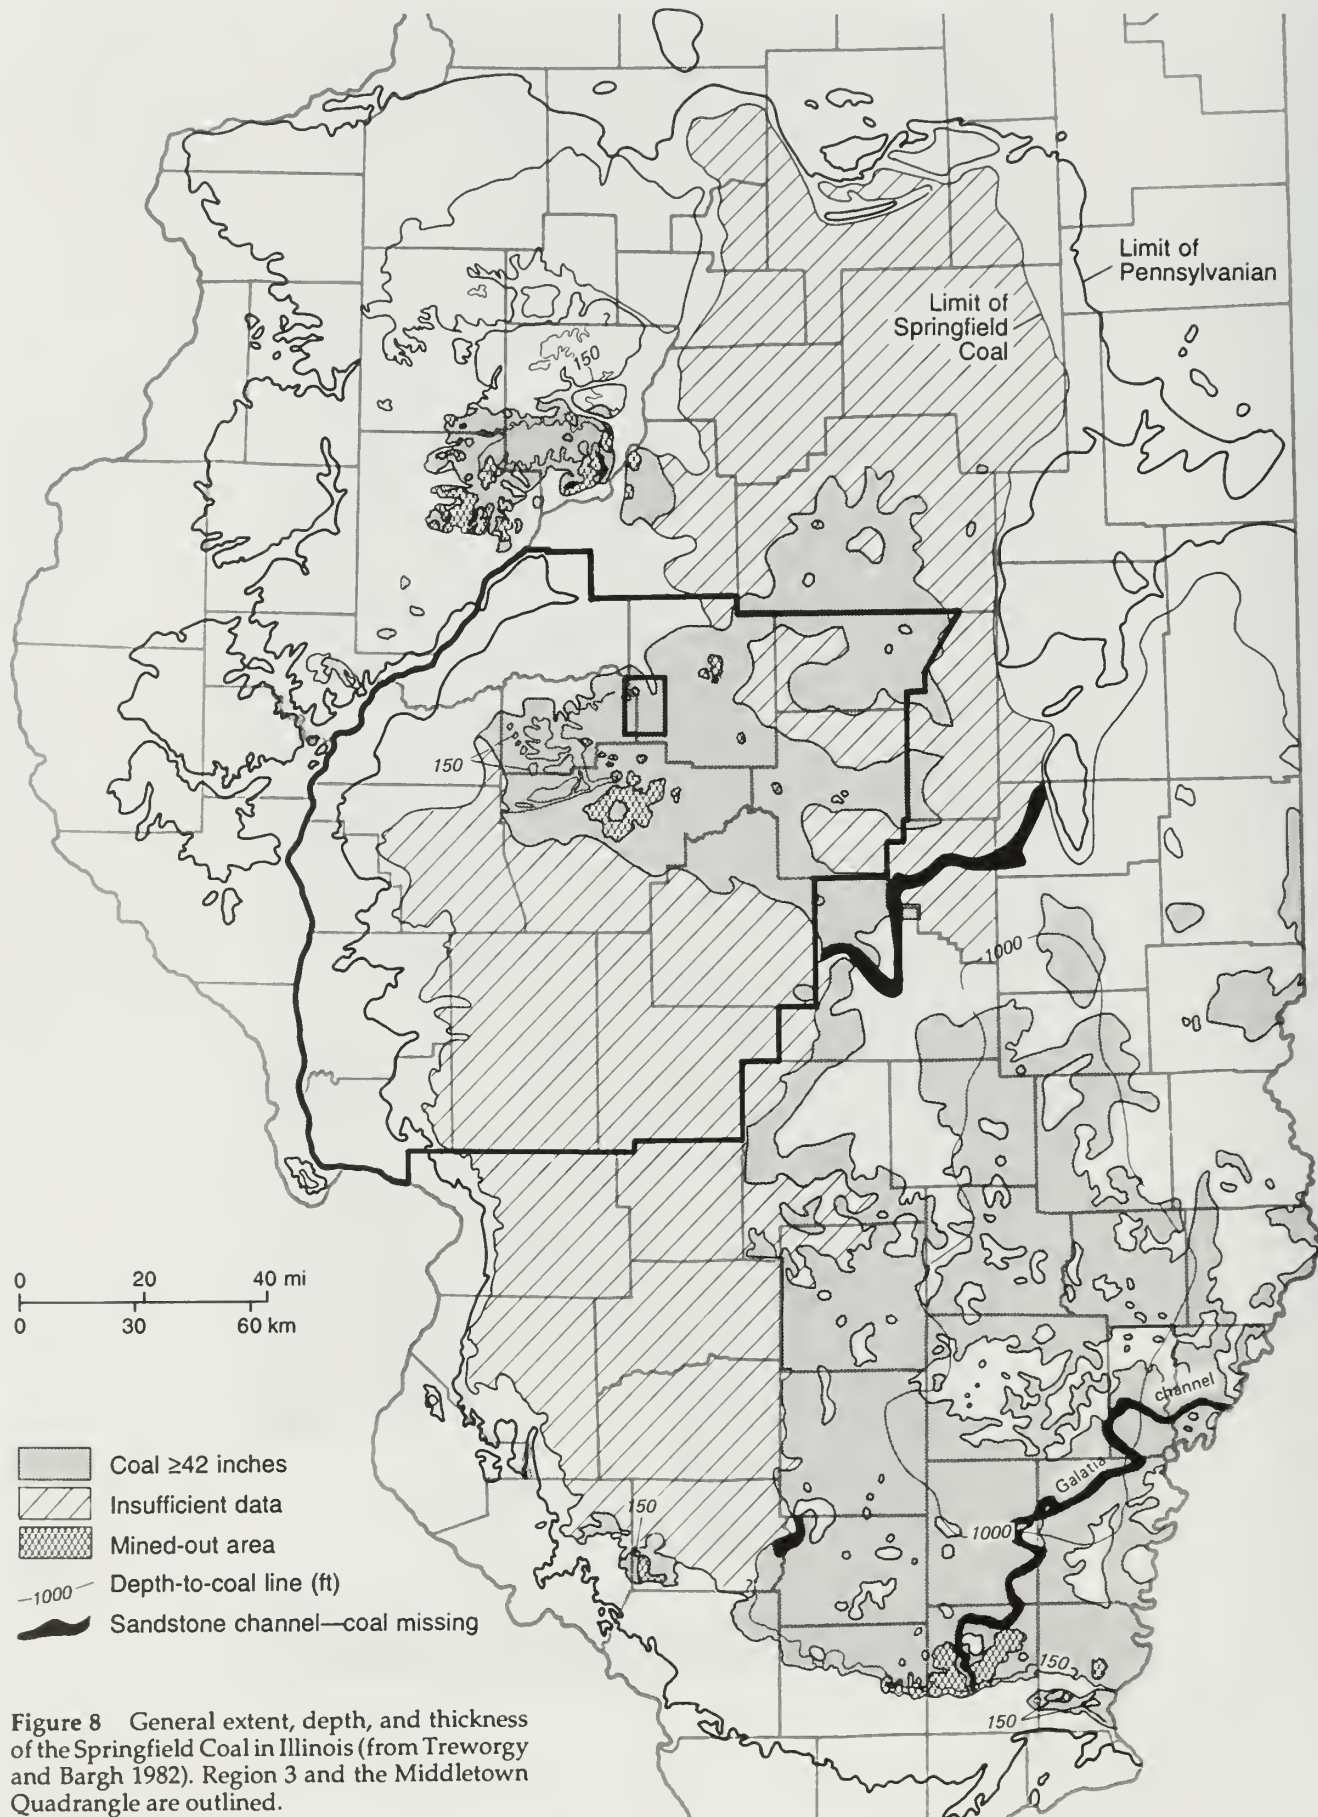 Limit of
Pennsylvanian
Limit of
Springfield
Coal
?
150
150
1000
channel
Galatia
1000
150
150
150
0 20 40 mi
0 30 60 km
Coal ≥42 inches
Insufficient data
Mined-out area
—1000— Depth-to-coal line (ft)
Sandstone channel—coal missing
Figure 8 General extent, depth, and thickness
of the Springfield Coal in Illinois (from Treworgy
and Bargh 1982). Region 3 and the Middletown
Quadrangle are outlined.